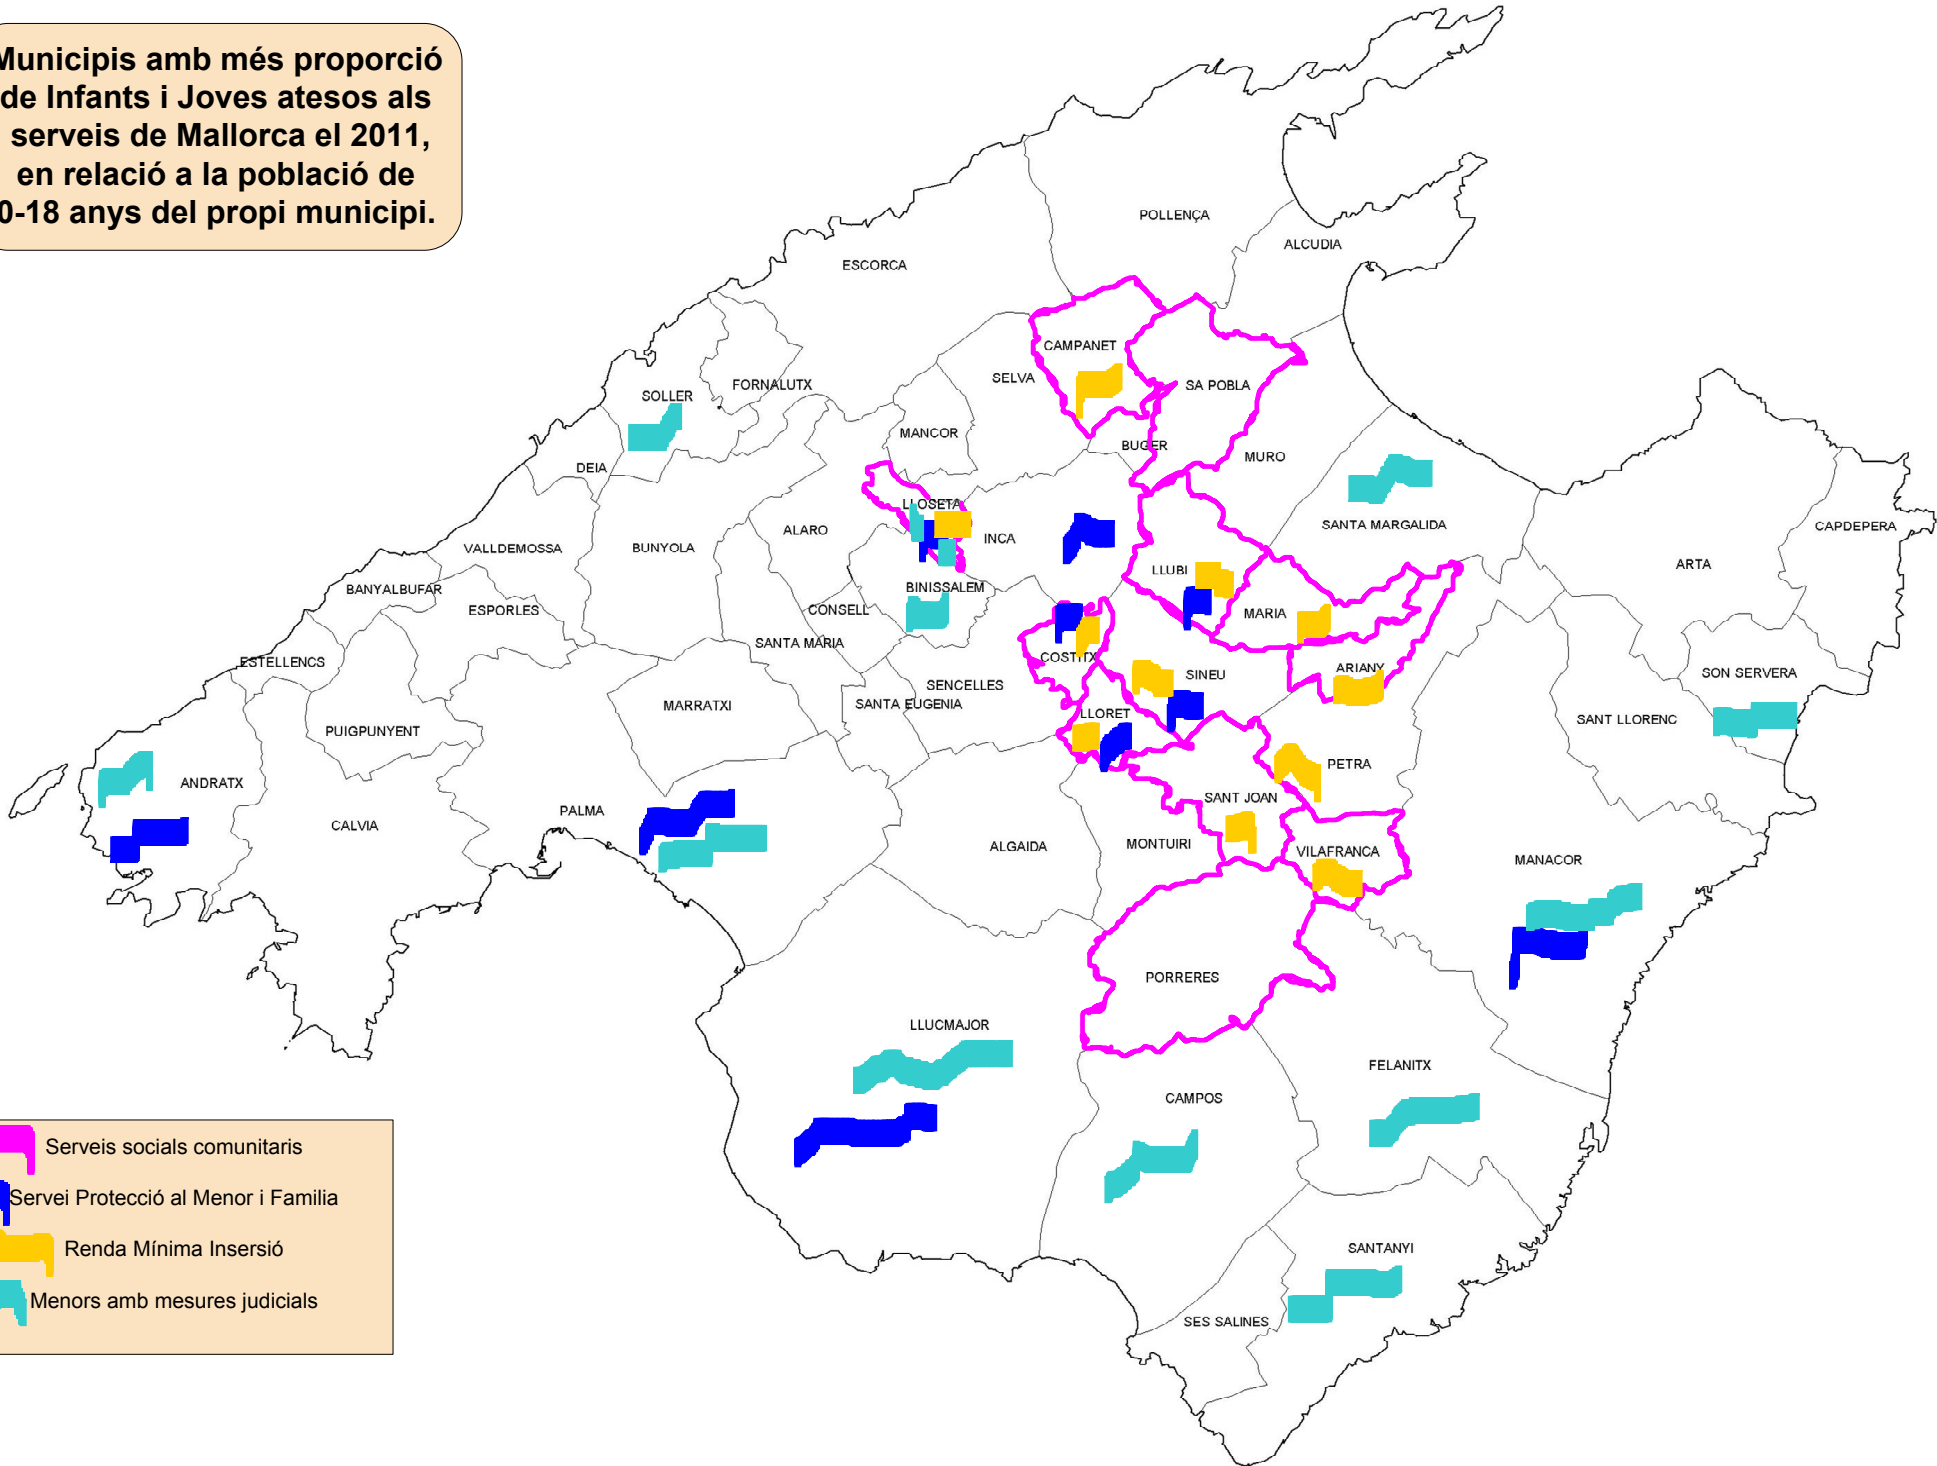 Municipis amb més proporció
de Infants i Joves atesos als
serveis de Mallorca el 2011,
en relació a la població de
0-18 anys del propi municipi.
POLLENÇA
ALCUDIA
ESCORCA
CAMPANET
SA POBLA
SELVA
FORNALUTX
SOLLER
MANCOR
BUGER
MURO
DEIA
LLOSETA
SANTA MARGALIDA
CAPDEPERA
ALARO
INCA
VALLDEMOSSA
BUNYOLA
ARTA
LLUBI
BANYALBUFAR
BINISSALEM
ESPORLES
CONSELL
MARIA
SANTA MARIA
COSTITX
ESTELLENCS
ARIANY
SINEU
SON SERVERA
SENCELLES
SANTA EUGENIA
MARRATXI
LLORET
SANT LLORENC
PUIGPUNYENT
PETRA
ANDRATX
SANT JOAN
PALMA
CALVIA
MONTUIRI
ALGAIDA
VILAFRANCA
MANACOR
PORRERES
LLUCMAJOR
FELANITX
CAMPOS
SANTANYI
SES SALINES
Serveis socials comunitaris
Servei Protecció al Menor i Familia
Renda Mínima Insersió
Menors amb mesures judicials